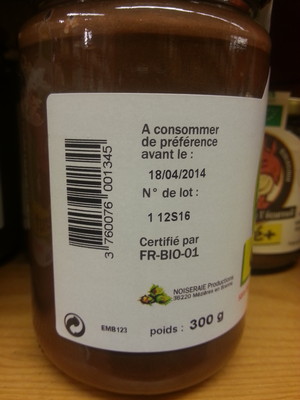 A consommer
de préférence
avant le :
18/04/2014
N° de lot :
1 12S16
Certifié par
FR-BIO-01
NOISERAIE Productions
EMB123
poids : 300 g
3 760076 001345
é+